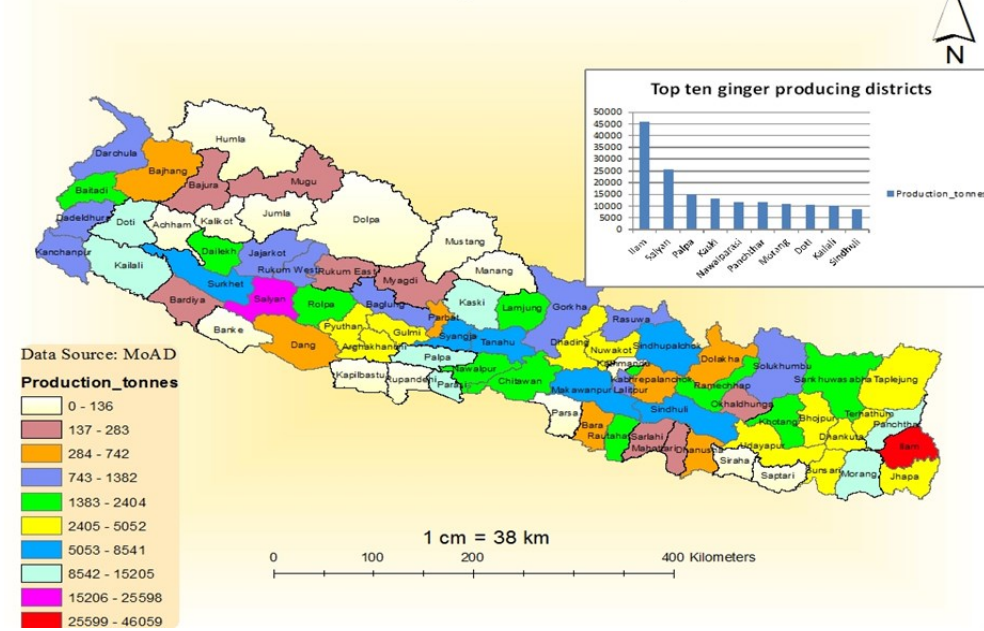 N
Top ten ginger producing districts
50000
45000
40000
35000
30000
25000
20000
15000
10000
5000
0
Production_tonnes
Ilam
Salyan
Palpa
Kaski
Nawalparasi
Panchthar
Morang
Doti
Kailali
Sindhuli
Humla
Darchula
Bajhang
Mugu
Bajura
Baitadi
Dadeldhura
Doti
Achham
Kalikot
Jumla
Dolpa
Mustang
Kanchanpur
Kailali
Dailekh
Jajarkot
Rukum West
Rukum East
Myagdi
Manang
Surkhet
Bardiya
Salyan
Rolpa
Baglung
Parbat
Kaski
Lamjung
Gorkha
Rasuwa
Banke
Dang
Pyuthan
Gulmi
Arghakhanchi
Syangja
Tanahu
Dhading
Nuwakot
Sindhupalchok
Dolakha
Kathmandu
Palpa
Nawalpur
Kapilbastu
Rupandehi
Parasi
Chitawan
Makawanpur
Lalitpur
Kabhrepalanchok
Ramechhap
Solukhumbu
Sankhuwasabha
Taplejung
Okhaldhunga
Parsa
Bara
Rautahat
Sarlahi
Mahottari
Dhanusha
Sindhuli
Khotang
Bhojpur
Terhathum
Panchthar
Dhankuta
Udayapur
Siraha
Saptari
Sunsari
Morang
Ilam
Jhapa
Data Source: MoAD
Production_tonnes
0 - 136
137 - 283
284 - 742
743 - 1382
1383 - 2404
2405 - 5052
5053 - 8541
8542 - 15205
15206 - 25598
25599 - 46059
1 cm = 38 km
0 100 200 400 Kilometers